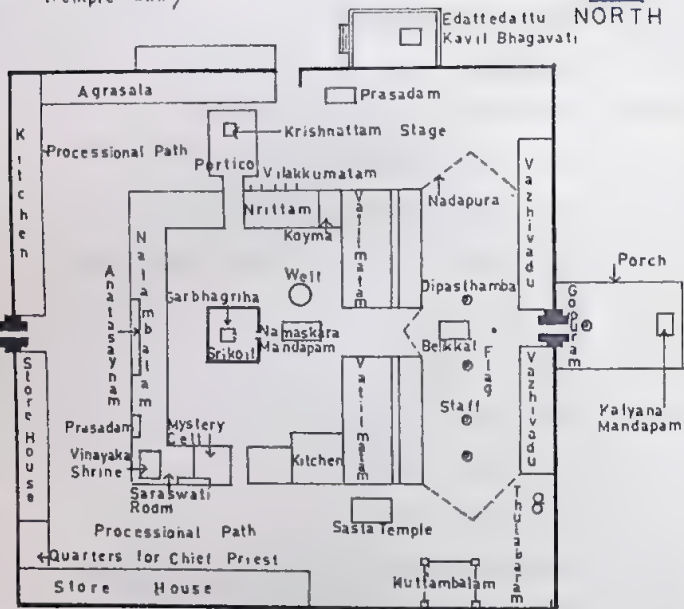 Edattedattu
Kavil Bhagavati
NORTH
Agrasala
Prasadam
Krishnattam Stage
Kitchen
Processional Path
Portico
Vilakkumatam
Nrittam
Koyma
Nadapura
Vazhivadu
Vatilmatam
Nalambalam
Anatasaynam
Well
Garbhagriha
Srikoil
Namaskara
Mandapam
Dipasthamba
Belikkal
Flag
Staff
Gopuram
Porch
Kalyana
Mandapam
Vatilmatam
Vazhivadu
Store House
Prasadam
Vinayaka
Shrine
Mystery
Cell
Saraswati
Room
Kitchen
Sasta Temple
Thulabaram
Processional Path
Quarters for Chief Priest
Store House
Kuttambalam